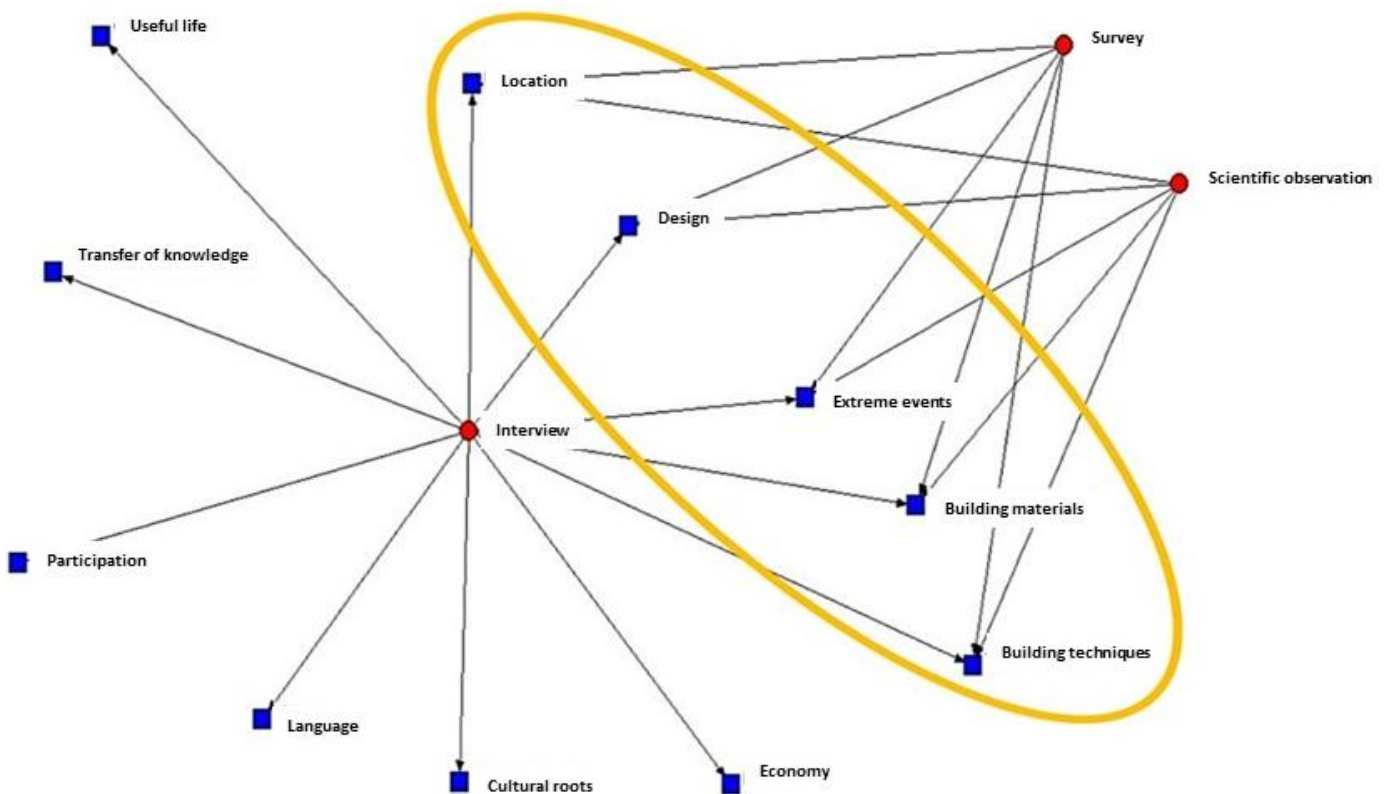 Useful life
Survey
Location
Scientific observation
Design
Transfer of knowledge
Extreme events
Interview
Building materials
Participation
Building techniques
Language
Economy
Cultural roots